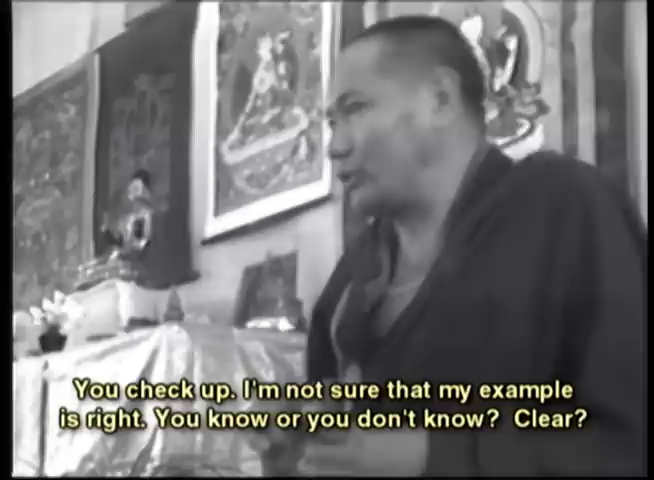 You check up. I'm not sure that my example
is right. You know or you don't know?  Clear?